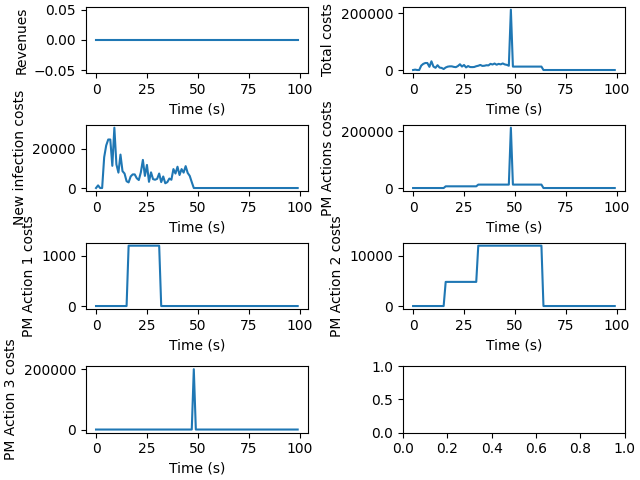 Revenues
0.05
0.00
−0.05
0 25 50 75 100
Time (s)
Total costs
200000
0
0 25 50 75 100
Time (s)
New infection costs
20000
0
0 25 50 75 100
Time (s)
PM Actions costs
200000
0
0 25 50 75 100
Time (s)
PM Action 1 costs
1000
0
0 25 50 75 100
Time (s)
PM Action 2 costs
10000
0
0 25 50 75 100
Time (s)
PM Action 3 costs
200000
0
0 25 50 75 100
Time (s)
1.0
0.5
0.0
0.0 0.2 0.4 0.6 0.8 1.0